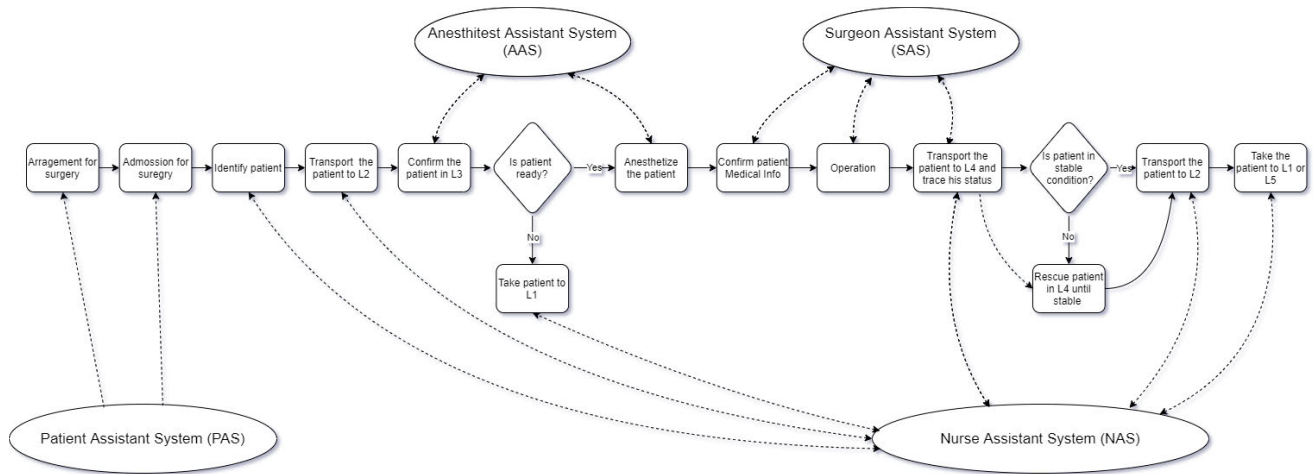 Anesthitest Assistant System
(AAS)
Surgeon Assistant System
(SAS)
Arragement for
surgery
Admossion for
suregry
Identify patient
Transport the
patient to L2
Confirm the
patient in L3
Is patient
ready?
Yes
Anesthetize
the patient
Confirm patient
Medical Info
Operation
Transport the
patient to L4 and
trace his status
Is patient in
stable
condition?
Yes
Transport the
patient to L2
Take the
patient to L1 or
L5
No
No
Take patient to
L1
Rescue patient
in L4 until
stable
Patient Assistant System (PAS)
Nurse Assistant System (NAS)